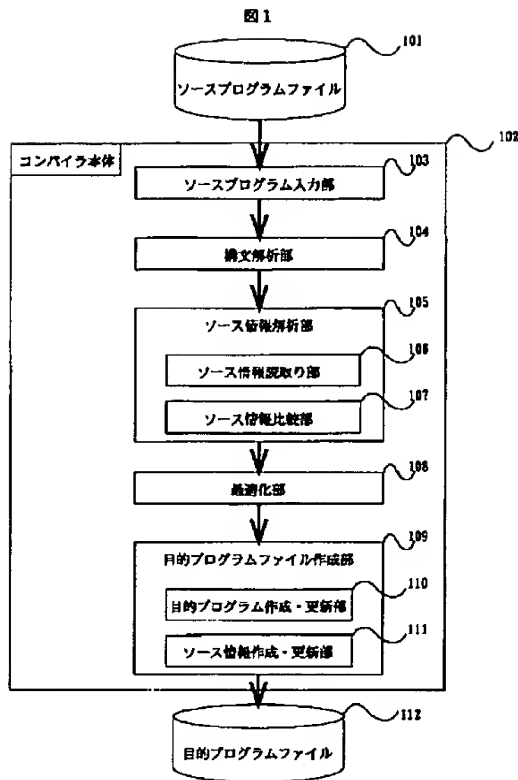 図1
101
ソースプログラムファイル
102
コンパイラ本体
103
ソースプログラム入力部
104
構文解析部
105
ソース情報解析部
106
ソース情報読取り部
107
ソース情報比較部
108
最適化部
109
目的プログラムファイル作成部
110
目的プログラム作成・更新部
111
ソース情報作成・更新部
112
目的プログラムファイル